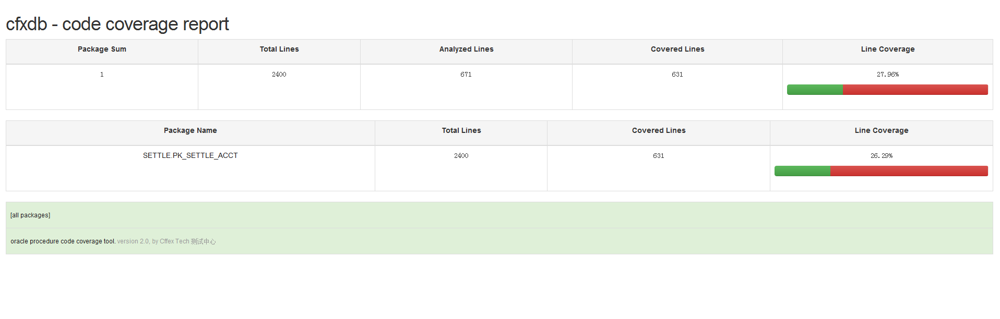 cfxdb - code coverage report
Package Sum Total Lines Analyzed Lines Covered Lines Line Coverage
1 2400 671 631 27.96%
Package Name Total Lines Covered Lines Line Coverage
SETTLE.PK_SETTLE_ACCT 2400 631 26.29%
[all packages]
oracle procedure code coverage tool. version 2.0, by Cffex Tech 测试中心